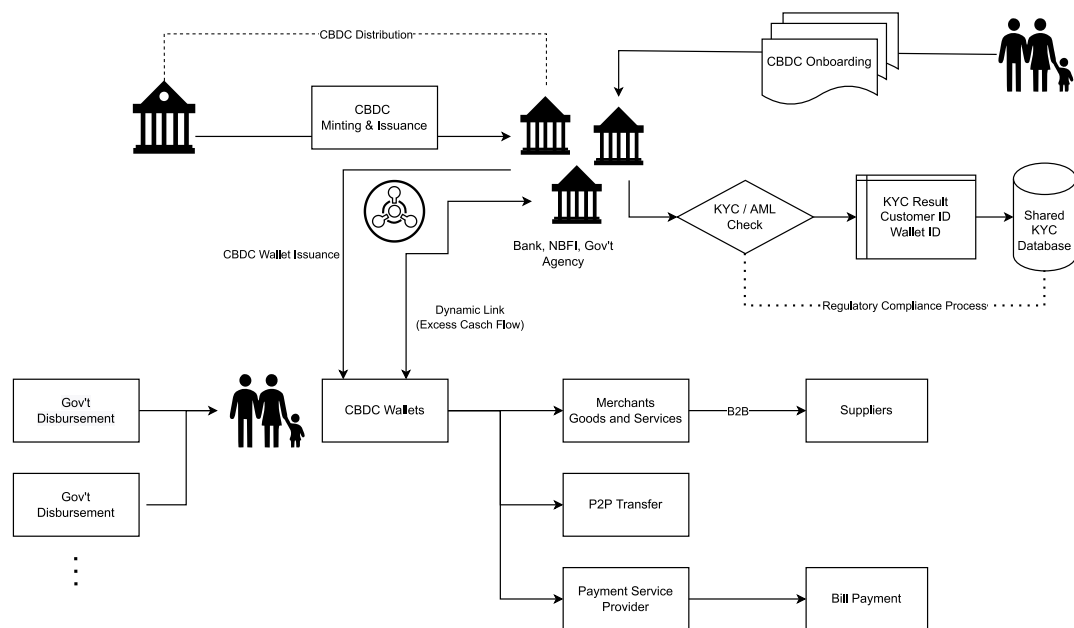 CBDC Distribution
CBDC Onboarding
CBDC
Minting & Issuance
KYC / AML
Check
KYC Result
Customer ID
Wallet ID
Shared
KYC
Database
Bank, NBFI, Gov't
Agency
CBDC Wallet Issuance
Regulatory Compliance Process
Dynamic Link
(Excess Casch Flow)
Gov't
Disbursement
CBDC Wallets
Merchants
Goods and Services
B2B
Suppliers
Gov't
Disbursement
P2P Transfer
Payment Service
Provider
Bill Payment